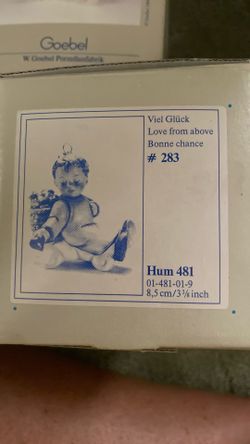 Goebel
W. Goebel Porzellanfabrik
Viel Glück
Love from above
Bonne chance
# 283
Hum 481
01-481-01-9
8,5 cm/3⅜ inch